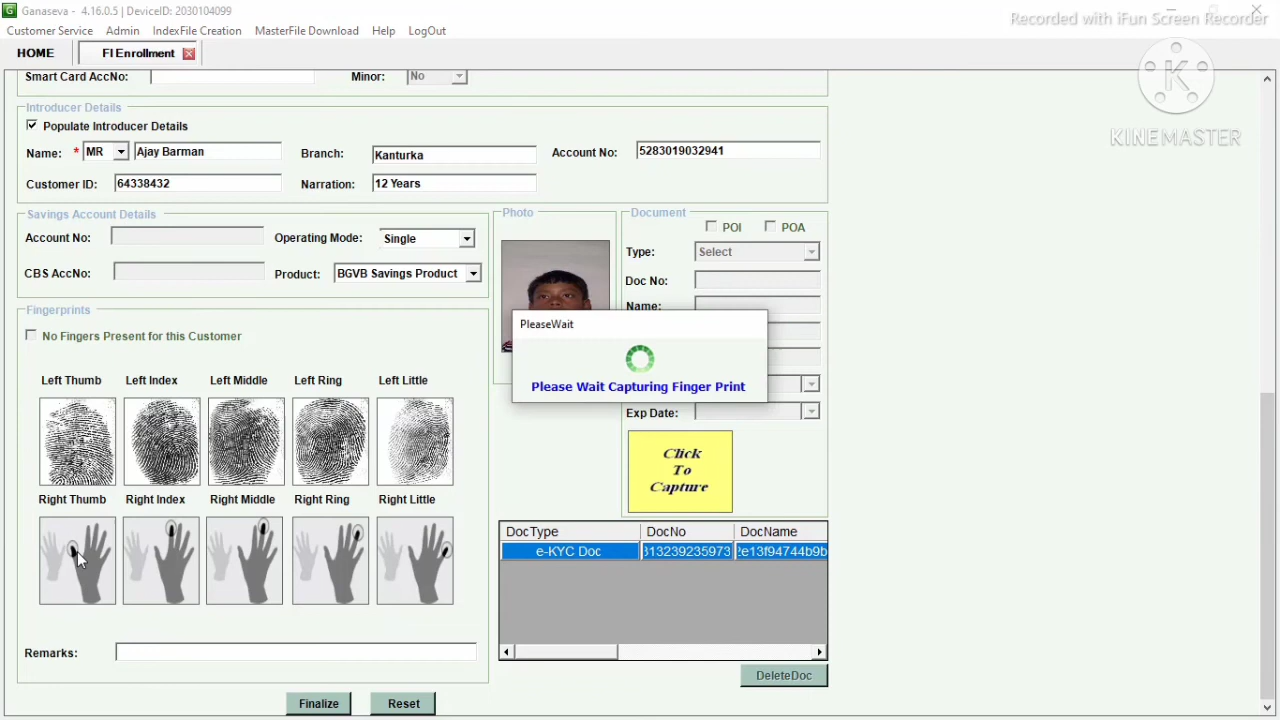 Ganaseva - 4.16.0.5 | DeviceID: 2030104099
Recorded with iFun Screen Recorder
Customer Service Admin IndexFile Creation MasterFile Download Help LogOut
HOME FI Enrollment
KINEMASTER
Smart Card AccNo: Minor: No
Introducer Details
Populate Introducer Details
Name: * MR Ajay Barman Branch: Kanturka Account No: 5283019032941
Customer ID: 64338432 Narration: 12 Years
Savings Account Details
Account No: Operating Mode: Single
CBS AccNo: Product: BGVB Savings Product
Photo
Document
POI POA
Type: Select
Doc No:
Name:
PleaseWait
Please Wait Capturing Finger Print
Exp Date:
Click
To
Capture
Fingerprints
No Fingers Present for this Customer
Left Thumb Left Index Left Middle Left Ring Left Little
Right Thumb Right Index Right Middle Right Ring Right Little
DocType DocNo DocName
e-KYC Doc 313239235973 2e13f94744b9b
Remarks:
DeleteDoc
Finalize Reset